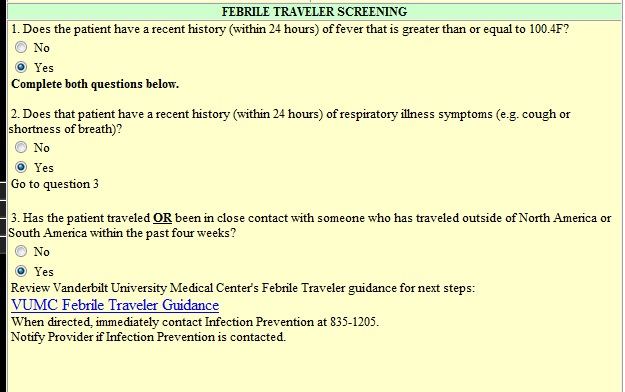 FEBRILE TRAVELER SCREENING
1. Does the patient have a recent history (within 24 hours) of fever that is greater than or equal to 100.4F?
No
Yes
Complete both questions below.
2. Does that patient have a recent history (within 24 hours) of respiratory illness symptoms (e.g. cough or
shortness of breath)?
No
Yes
Go to question 3
3. Has the patient traveled OR been in close contact with someone who has traveled outside of North America or
South America within the past four weeks?
No
Yes
Review Vanderbilt University Medical Center's Febrile Traveler guidance for next steps:
VUMC Febrile Traveler Guidance
When directed, immediately contact Infection Prevention at 835-1205.
Notify Provider if Infection Prevention is contacted.